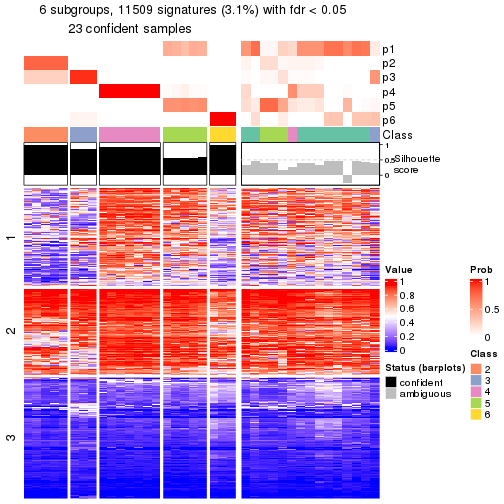 6 subgroups, 11509 signatures (3.1%) with fdr < 0.05
23 confident samples
p1
p2
p3
p4
p5
p6
Class
1
0.5
0
Silhouette
score
1
2
3
Value
1
0.8
0.6
0.4
0.2
0
Status (barplots)
confident
ambiguous
Prob
1
0.5
0
Class
2
3
4
5
6